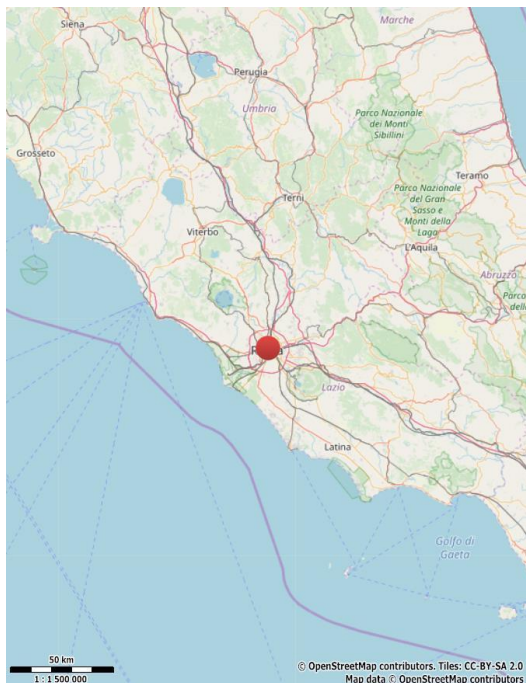 Siena
Marche
Perugia
Umbria
Parco Nazionale
dei Monti
Sibillini
Grosseto
Teramo
Parco Nazionale
del Gran
Sasso e
Monti della
Laga
Terni
Viterbo
L'Aquila
Abruzzo
Parco
Lazio
Latina
Golfo di
Gaeta
50 km
1 : 1 500 000
© OpenStreetMap contributors. Tiles: CC-BY-SA 2.0
Map data © OpenStreetMap contributors